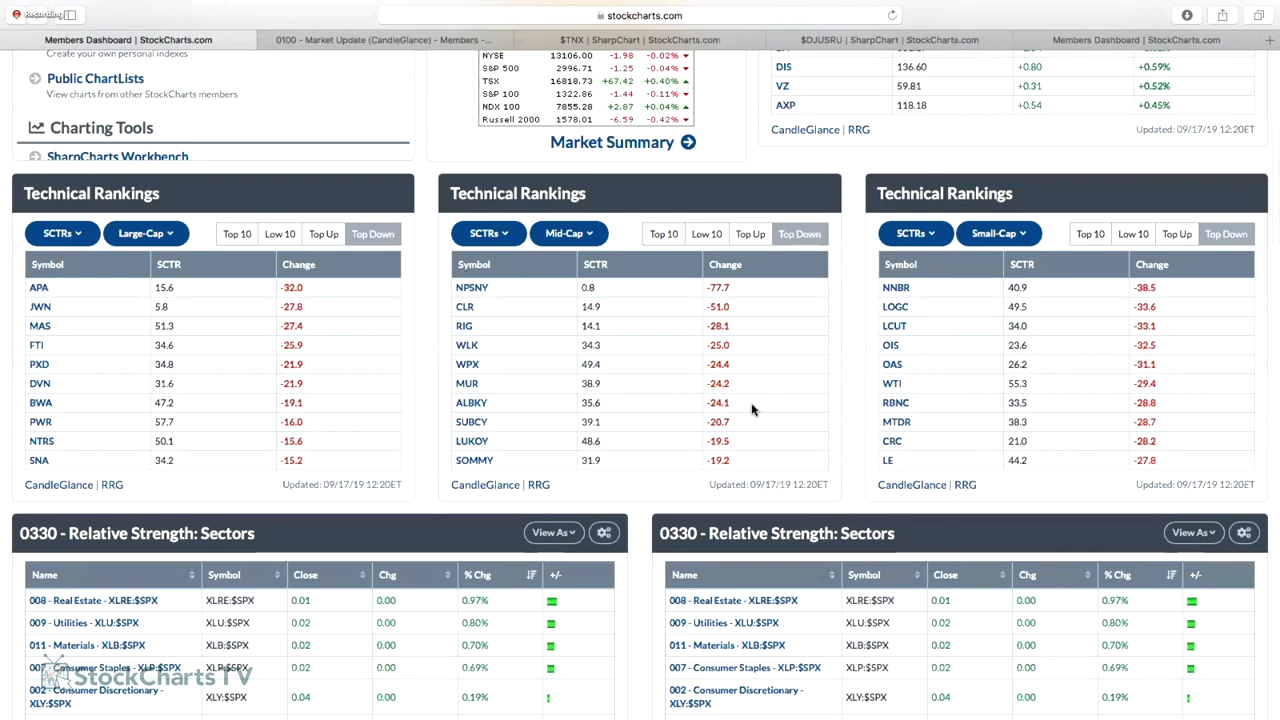 Recording
stockcharts.com
Members Dashboard | StockCharts.com
0100 - Market Update (CandleGlance) - Members -...
$TNX | SharpChart | StockCharts.com
$DJUSRU | SharpChart | StockCharts.com
Members Dashboard | StockCharts.com
Create your own personal indexes
Public ChartLists
View charts from other StockCharts members
Charting Tools
SharpCharts Workbench
NYSE 13106.00 -1.98 -0.02%
S&P 500 2996.71 -1.25 -0.04%
TSX 16818.73 +67.42 +0.40%
S&P 100 1322.86 -1.44 -0.11%
NDX 100 7855.28 +2.87 +0.04%
Russell 2000 1578.01 -6.59 -0.42%
Market Summary
DIS 136.60 +0.80 +0.59%
VZ 59.81 +0.31 +0.52%
AXP 118.18 +0.54 +0.45%
CandleGlance | RRG Updated: 09/17/19 12:20ET
Technical Rankings
SCTRs Large-Cap Top 10 Low 10 Top Up Top Down
Symbol SCTR Change
APA 15.6 -32.0
JWN 5.8 -27.8
MAS 51.3 -27.4
FTI 34.6 -25.9
PXD 34.8 -21.9
DVN 31.6 -21.9
BWA 47.2 -19.1
PWR 57.7 -16.0
NTRS 50.1 -15.6
SNA 34.2 -15.2
CandleGlance | RRG Updated: 09/17/19 12:20ET
Technical Rankings
SCTRs Mid-Cap Top 10 Low 10 Top Up Top Down
Symbol SCTR Change
NPSNY 0.8 -77.7
CLR 14.9 -51.0
RIG 14.1 -28.1
WLK 34.3 -25.0
WPX 49.4 -24.4
MUR 38.9 -24.2
ALBKY 35.6 -24.1
SUBCY 39.1 -20.7
LUKOY 48.6 -19.5
SOMMY 31.9 -19.2
CandleGlance | RRG Updated: 09/17/19 12:20ET
Technical Rankings
SCTRs Small-Cap Top 10 Low 10 Top Up Top Down
Symbol SCTR Change
NNBR 40.9 -38.5
LOGC 49.5 -33.6
LCUT 34.0 -33.1
OIS 23.6 -32.5
OAS 26.2 -31.1
WTI 55.3 -29.4
RBNC 33.5 -28.8
MTDR 38.3 -28.7
CRC 21.0 -28.2
LE 44.2 -27.8
CandleGlance | RRG Updated: 09/17/19 12:20ET
0330 - Relative Strength: Sectors View As
Name Symbol Close Chg % Chg +/-
008 - Real Estate - XLRE:$SPX XLRE:$SPX 0.01 0.00 0.97%
009 - Utilities - XLU:$SPX XLU:$SPX 0.02 0.00 0.80%
011 - Materials - XLB:$SPX XLB:$SPX 0.02 0.00 0.70%
007 - Consumer Staples - XLP:$SPX XLP:$SPX 0.02 0.00 0.69%
002 - Consumer Discretionary - XLY:$SPX XLY:$SPX 0.04 0.00 0.19%
StockChartsTV
0330 - Relative Strength: Sectors View As
Name Symbol Close Chg % Chg +/-
008 - Real Estate - XLRE:$SPX XLRE:$SPX 0.01 0.00 0.97%
009 - Utilities - XLU:$SPX XLU:$SPX 0.02 0.00 0.80%
011 - Materials - XLB:$SPX XLB:$SPX 0.02 0.00 0.70%
007 - Consumer Staples - XLP:$SPX XLP:$SPX 0.02 0.00 0.69%
002 - Consumer Discretionary - XLY:$SPX XLY:$SPX 0.04 0.00 0.19%